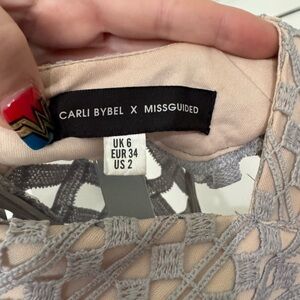 CARLI BYBEL X MISSGUIDED
UK 6
EUR 34
US 2